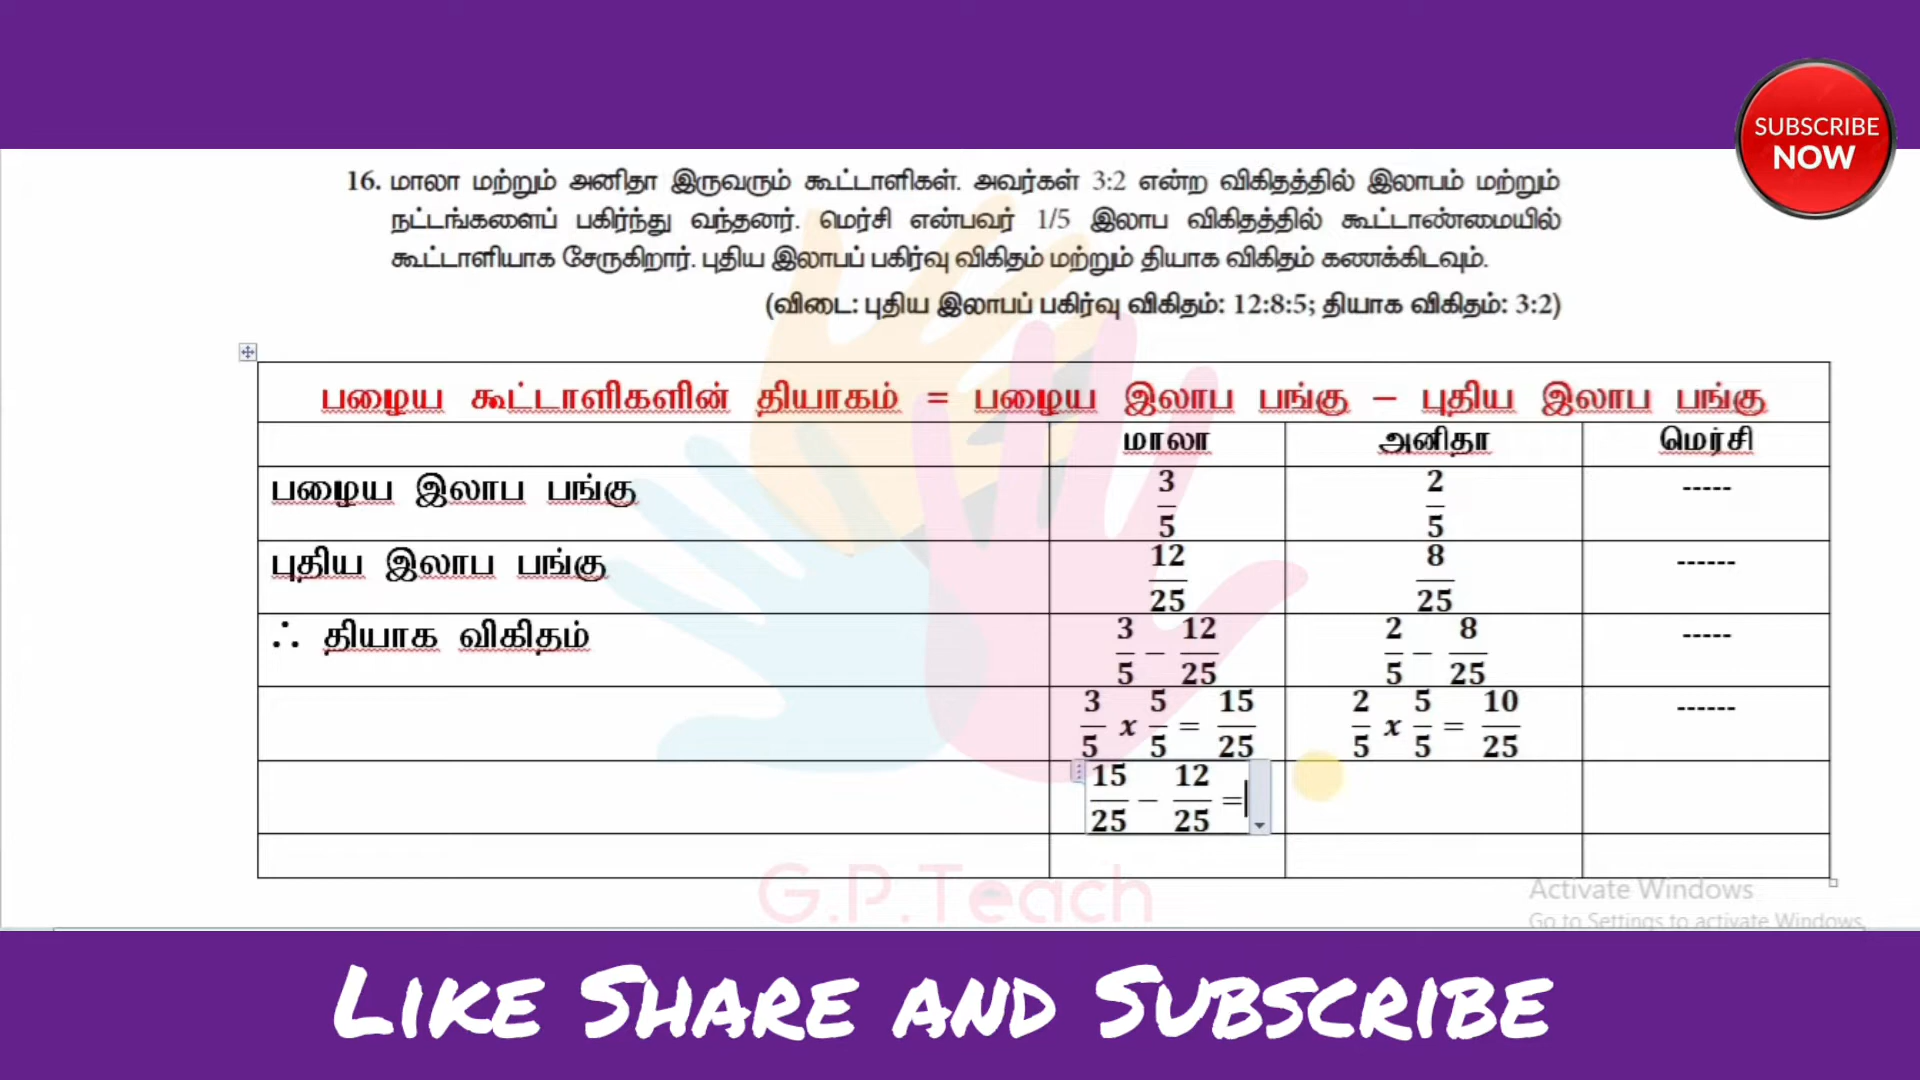 SUBSCRIBE
NOW
16. மாலா மற்றும் அனிதா இருவரும் கூட்டாளிகள். அவர்கள் 3:2 என்ற விகிதத்தில் இலாபம் மற்றும்
நட்டங்களைப் பகிர்ந்து வந்தனர். மெர்சி என்பவர் 1/5 இலாப விகிதத்தில் கூட்டாண்மையில்
கூட்டாளியாக சேருகிறார். புதிய இலாபப் பகிர்வு விகிதம் மற்றும் தியாக விகிதம் கணக்கிடவும்.
(விடை: புதிய இலாபப் பகிர்வு விகிதம்: 12:8:5; தியாக விகிதம்: 3:2)
பழைய கூட்டாளிகளின் தியாகம் = பழைய இலாப பங்கு – புதிய இலாப பங்கு
மாலா அனிதா மெர்சி
பழைய இலாப பங்கு 3/5 2/5 -----
புதிய இலாப பங்கு 12/25 8/25 ------
∴ தியாக விகிதம் 3/5 − 12/25 2/5 − 8/25 -----
3/5 x 5/5 = 15/25 2/5 x 5/5 = 10/25 ------
15/25 − 12/25 =
G.P.Teach
Activate Windows
Go to Settings to activate Windows.
LIKE SHARE AND SUBSCRIBE